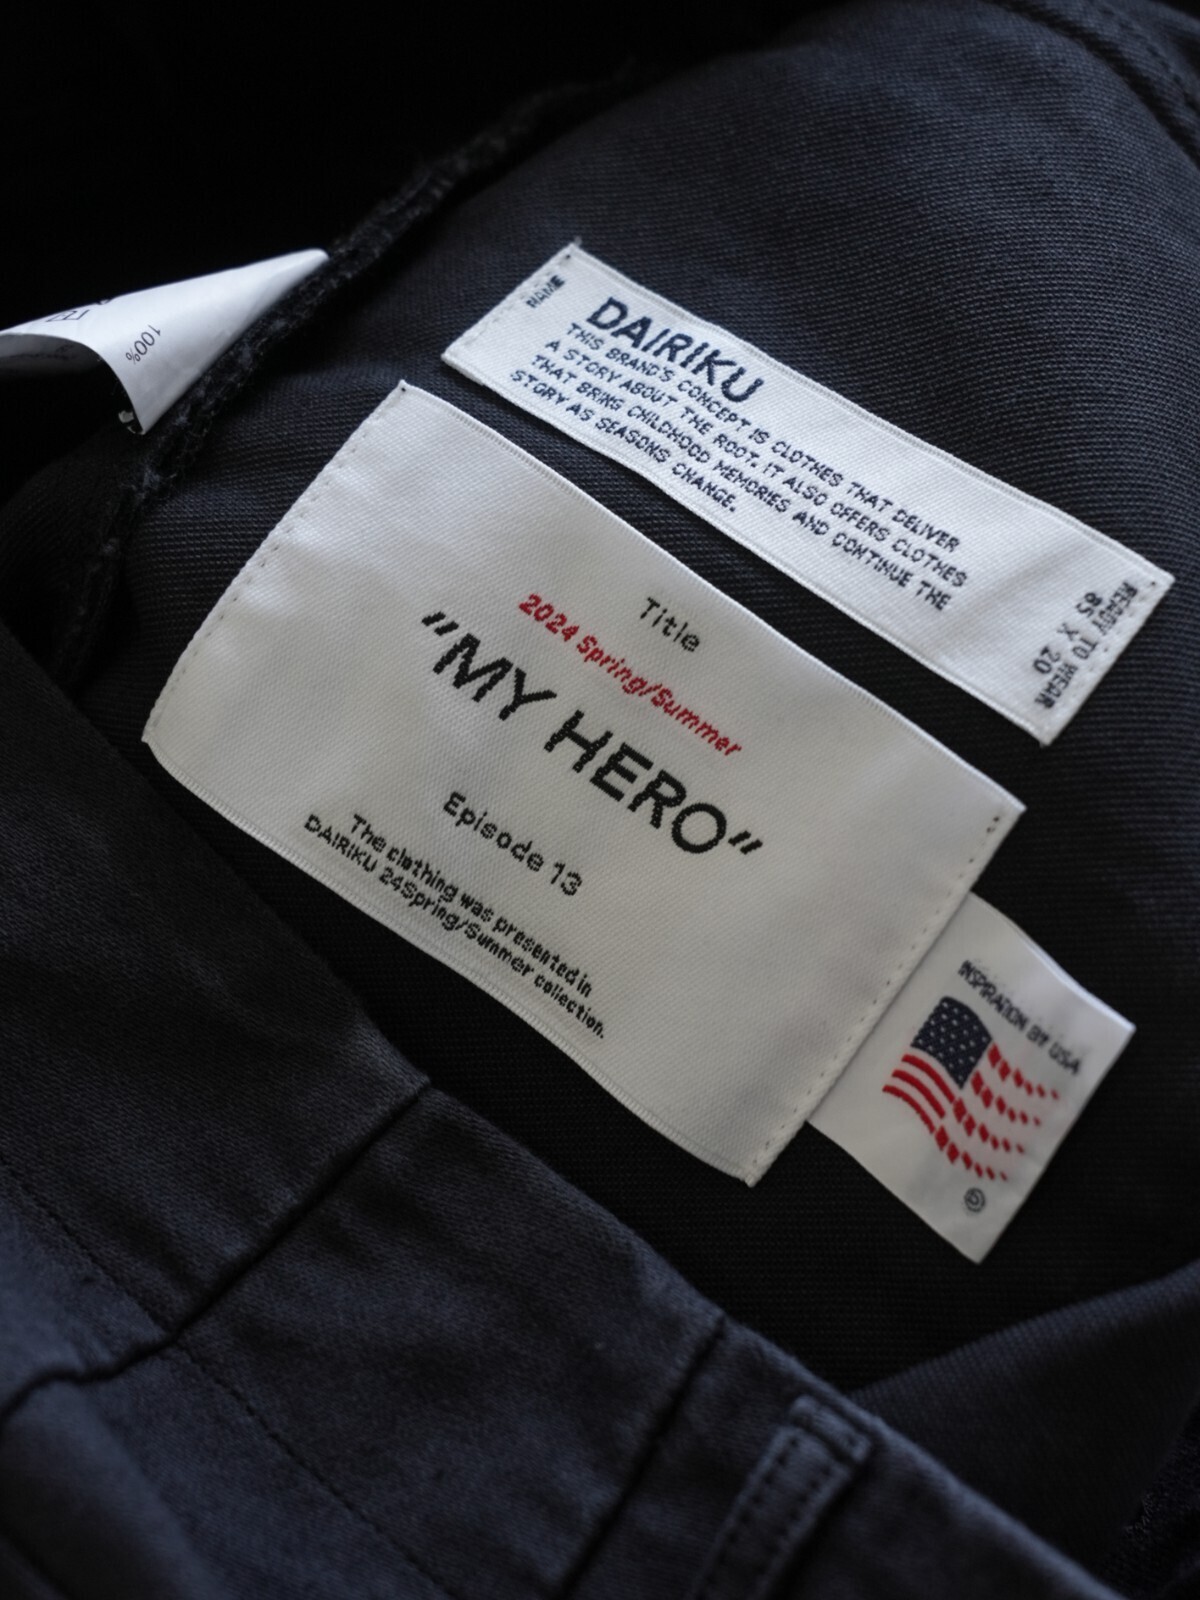 NAME
DAIRIKU
THIS BRAND'S CONCEPT IS CLOTHES THAT DELIVER
A STORY ABOUT THE ROOT. IT ALSO OFFERS CLOTHES
THAT BRING CHILDHOOD MEMORIES AND CONTINUE THE
STORY AS SEASONS CHANGE.
READY TO WEAR
85 X 20
Title
2024 Spring/Summer
"MY HERO"
Episode 13
The clothing was presented in
DAIRIKU 24Spring/Summer collection.
INSPIRATION BY USA
100%